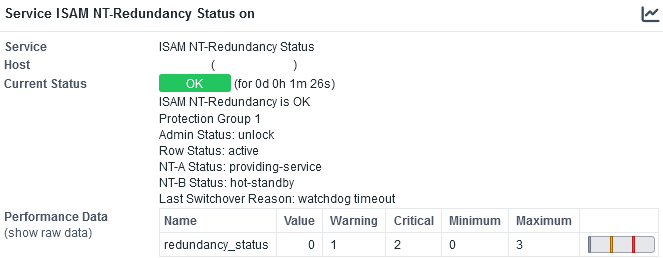 Service ISAM NT-Redundancy Status on
Service ISAM NT-Redundancy Status
Host ( )
Current Status OK (for 0d 0h 1m 26s)
ISAM NT-Redundancy is OK
Protection Group 1
Admin Status: unlock
Row Status: active
NT-A Status: providing-service
NT-B Status: hot-standby
Last Switchover Reason: watchdog timeout
Performance Data Name Value Warning Critical Minimum Maximum
(show raw data) redundancy_status 0 1 2 0 3